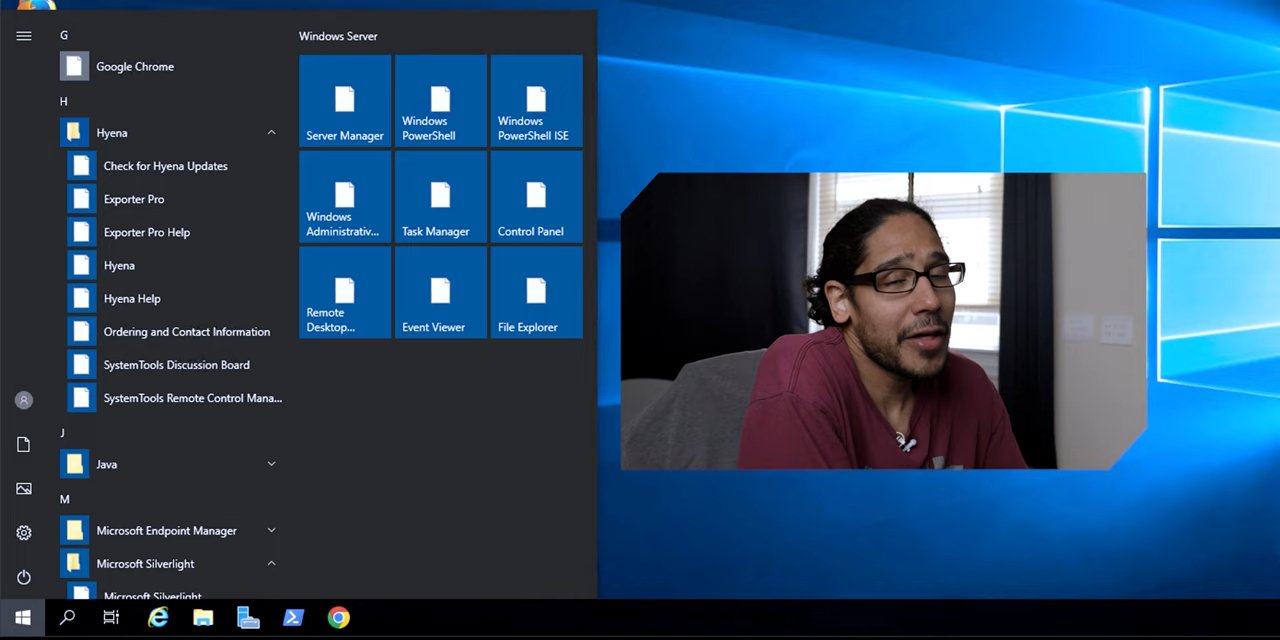 G
Google Chrome
H
Hyena
Check for Hyena Updates
Exporter Pro
Exporter Pro Help
Hyena
Hyena Help
Ordering and Contact Information
SystemTools Discussion Board
SystemTools Remote Control Mana...
J
Java
M
Microsoft Endpoint Manager
Microsoft Silverlight
Microsoft Silverlight
Windows Server
Server Manager
Windows
PowerShell
Windows
PowerShell ISE
Windows
Administrativ...
Task Manager
Control Panel
Remote
Desktop...
Event Viewer
File Explorer